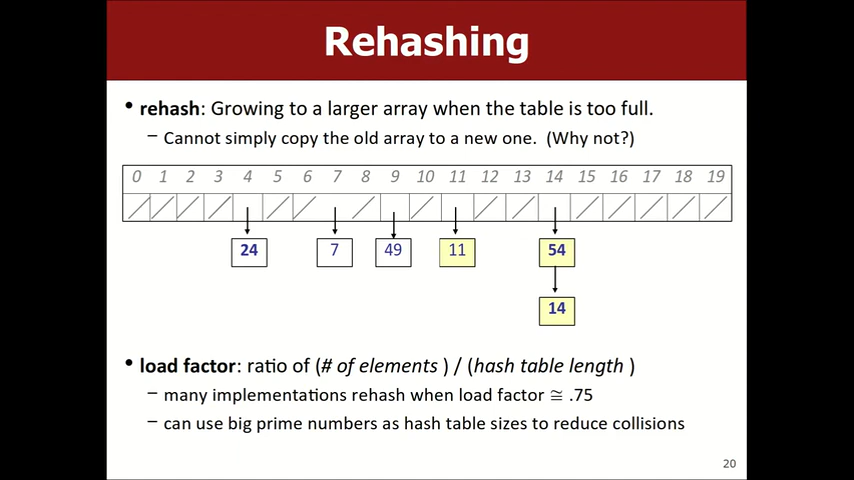 Rehashing
• rehash: Growing to a larger array when the table is too full.
– Cannot simply copy the old array to a new one. (Why not?)
0 1 2 3 4 5 6 7 8 9 10 11 12 13 14 15 16 17 18 19
24 7 49 11 54
14
• load factor: ratio of (# of elements ) / (hash table length )
– many implementations rehash when load factor ≅ .75
– can use big prime numbers as hash table sizes to reduce collisions
20